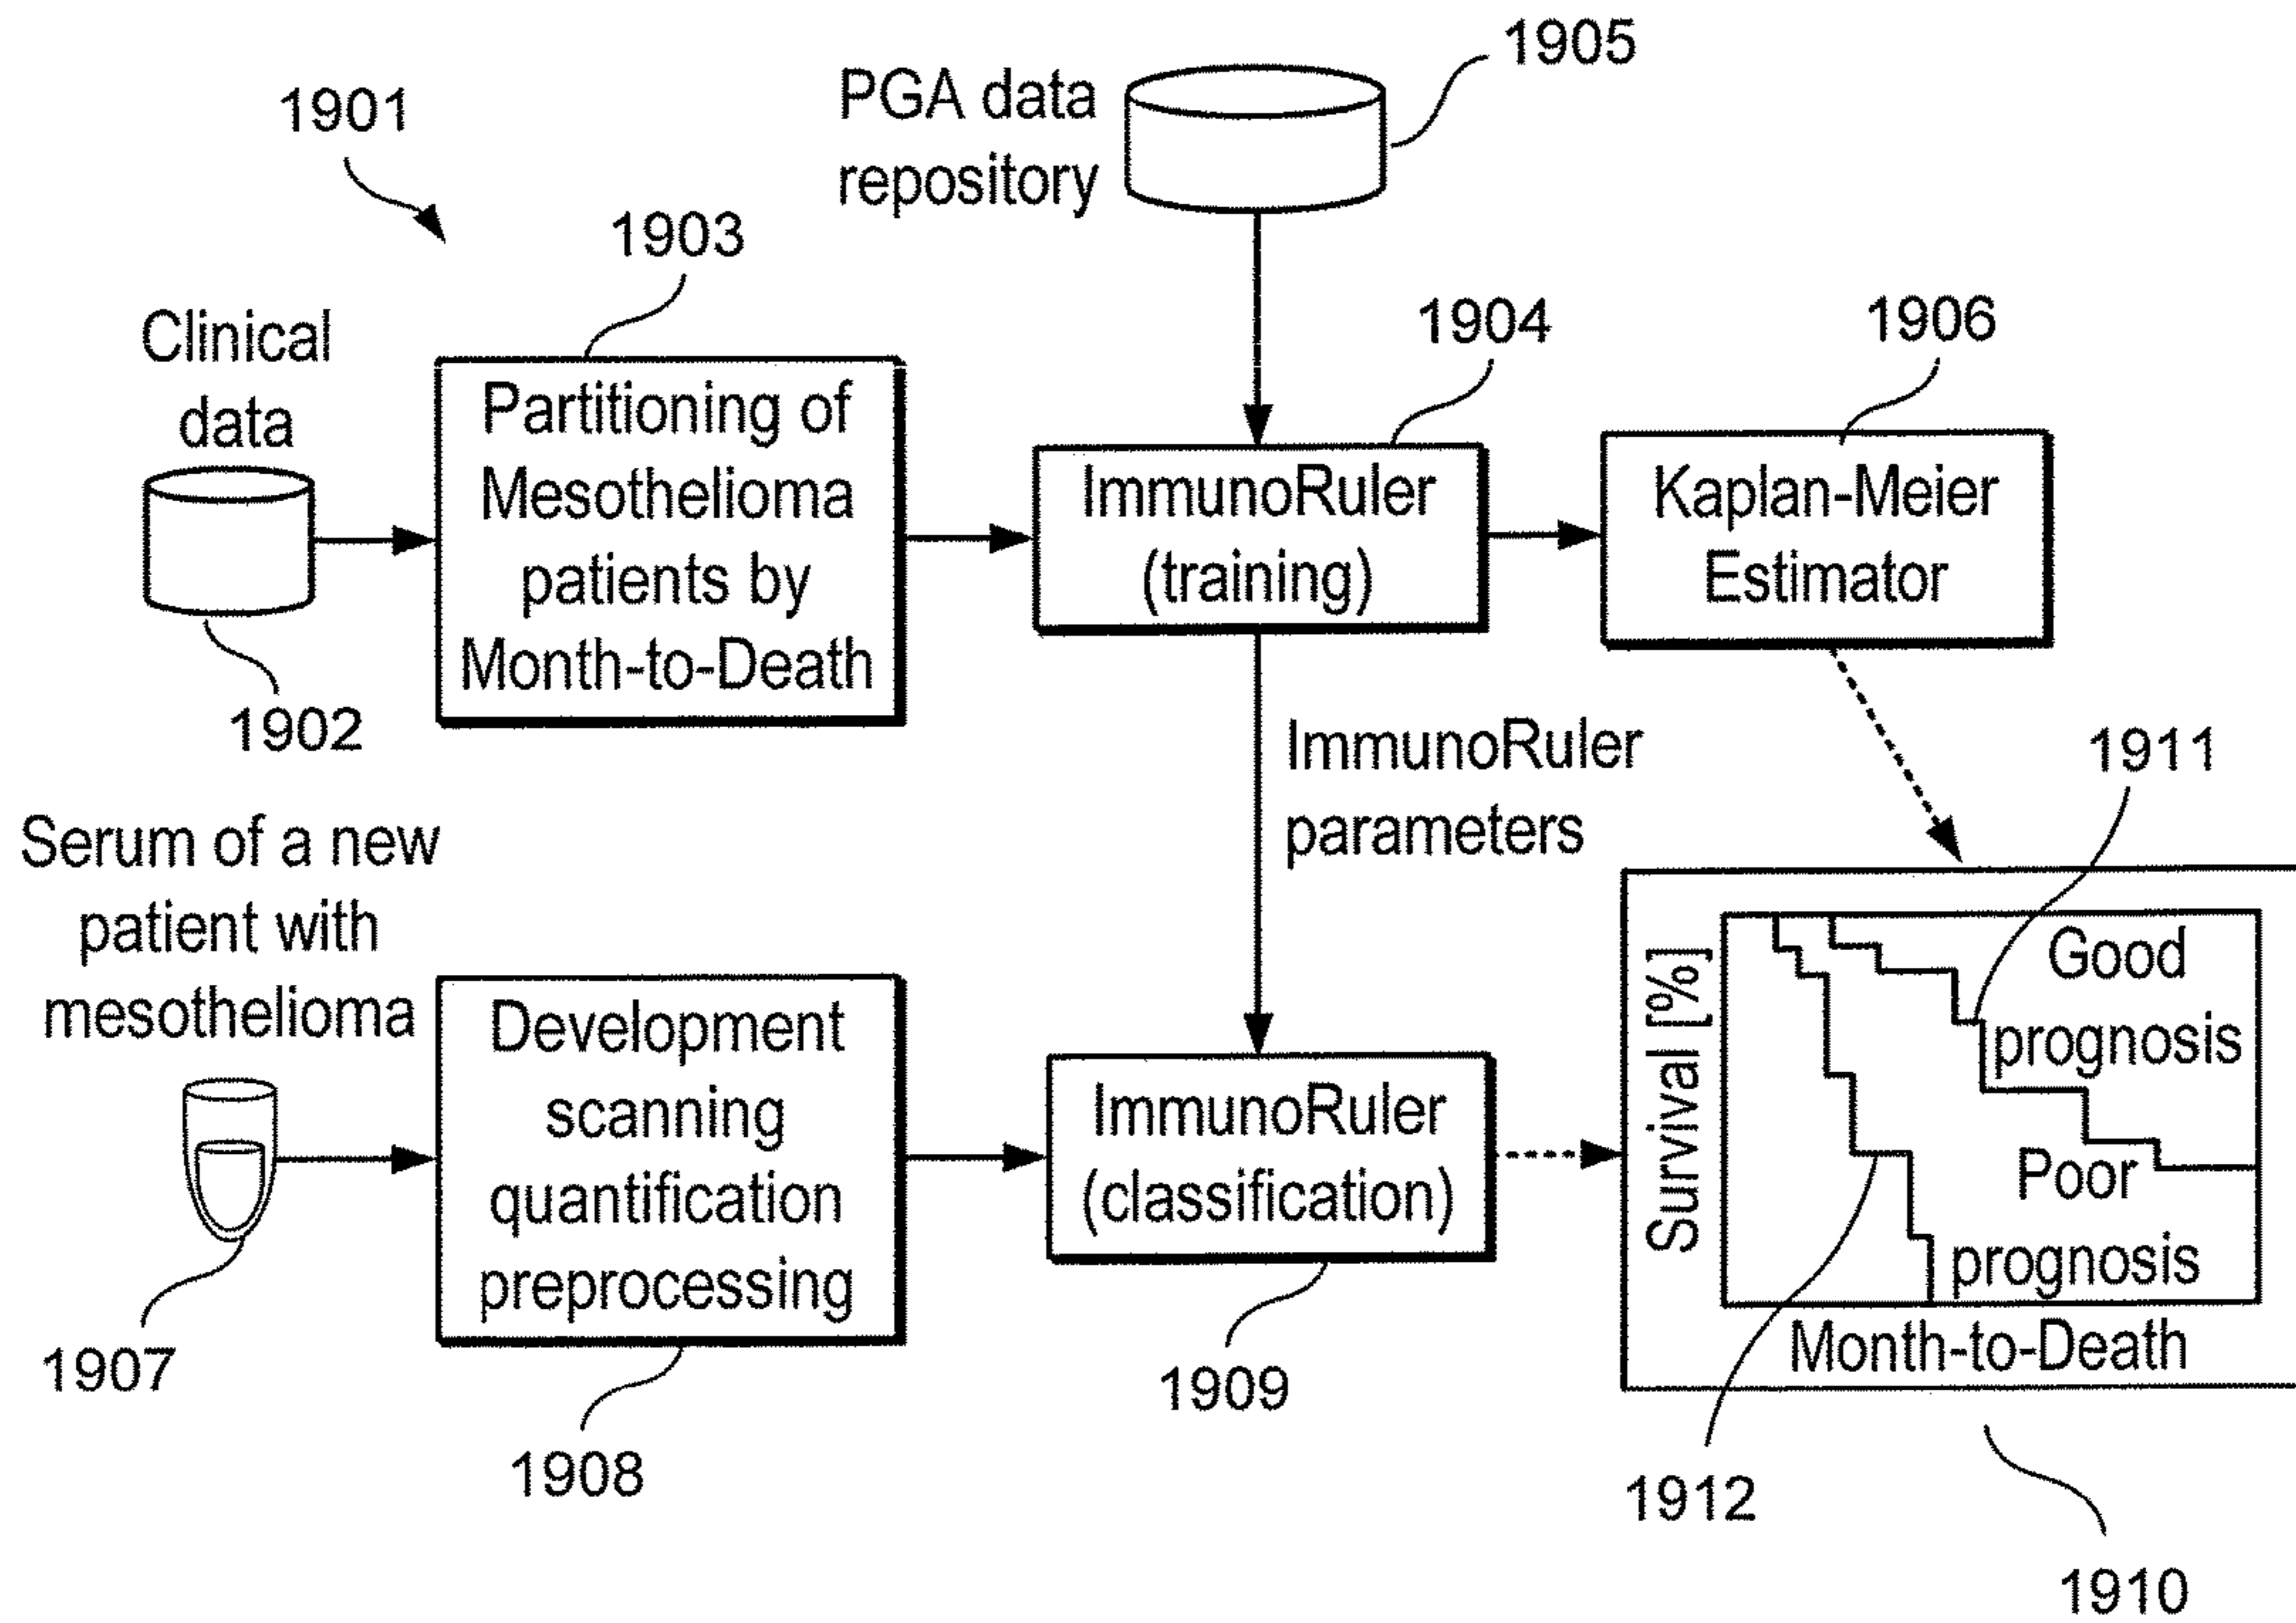 1905
PGA data
repository
1901
1903
1904
1906
Clinical
data
Partitioning of
Mesothelioma
patients by
Month-to-Death
ImmunoRuler
(training)
Kaplan-Meier
Estimator
1902
ImmunoRuler
parameters
1911
Serum of a new
patient with
mesothelioma
Development
scanning
quantification
preprocessing
ImmunoRuler
(classification)
Survival [%]
Good
prognosis
Poor
prognosis
Month-to-Death
1907
1908
1909
1912
1910